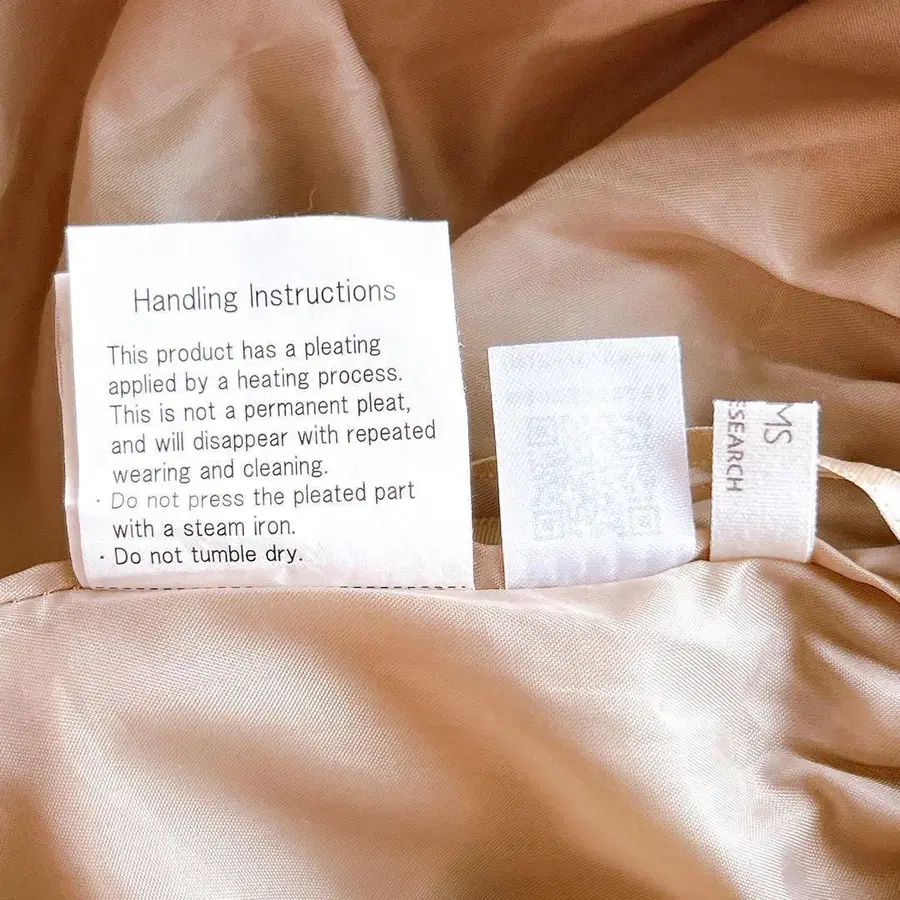 Handling Instructions
This product has a pleating
applied by a heating process.
This is not a permanent pleat,
and will disappear with repeated
wearing and cleaning.
· Do not press the pleated part
with a steam iron.
· Do not tumble dry.
MS
SEARCH